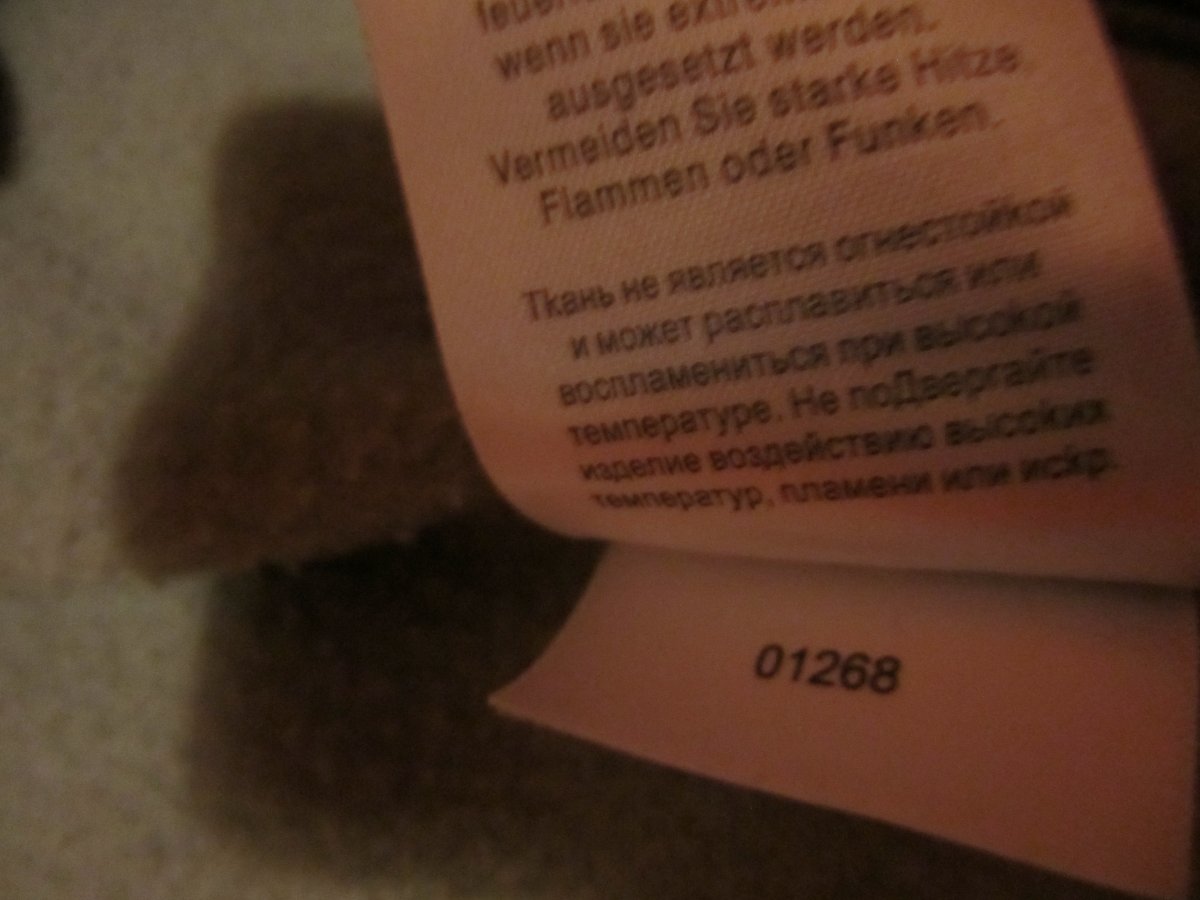 wenn sie
ausgesetzt werden.
Vermeiden Sie starke Hitze
Flammen oder Funken.
Ткань не является огнестойкой
и может расплавиться или
воспламениться при высокой
температуре. Не поДвергайте
изделие воздействию высоких
температур, пламени или искр.
01268